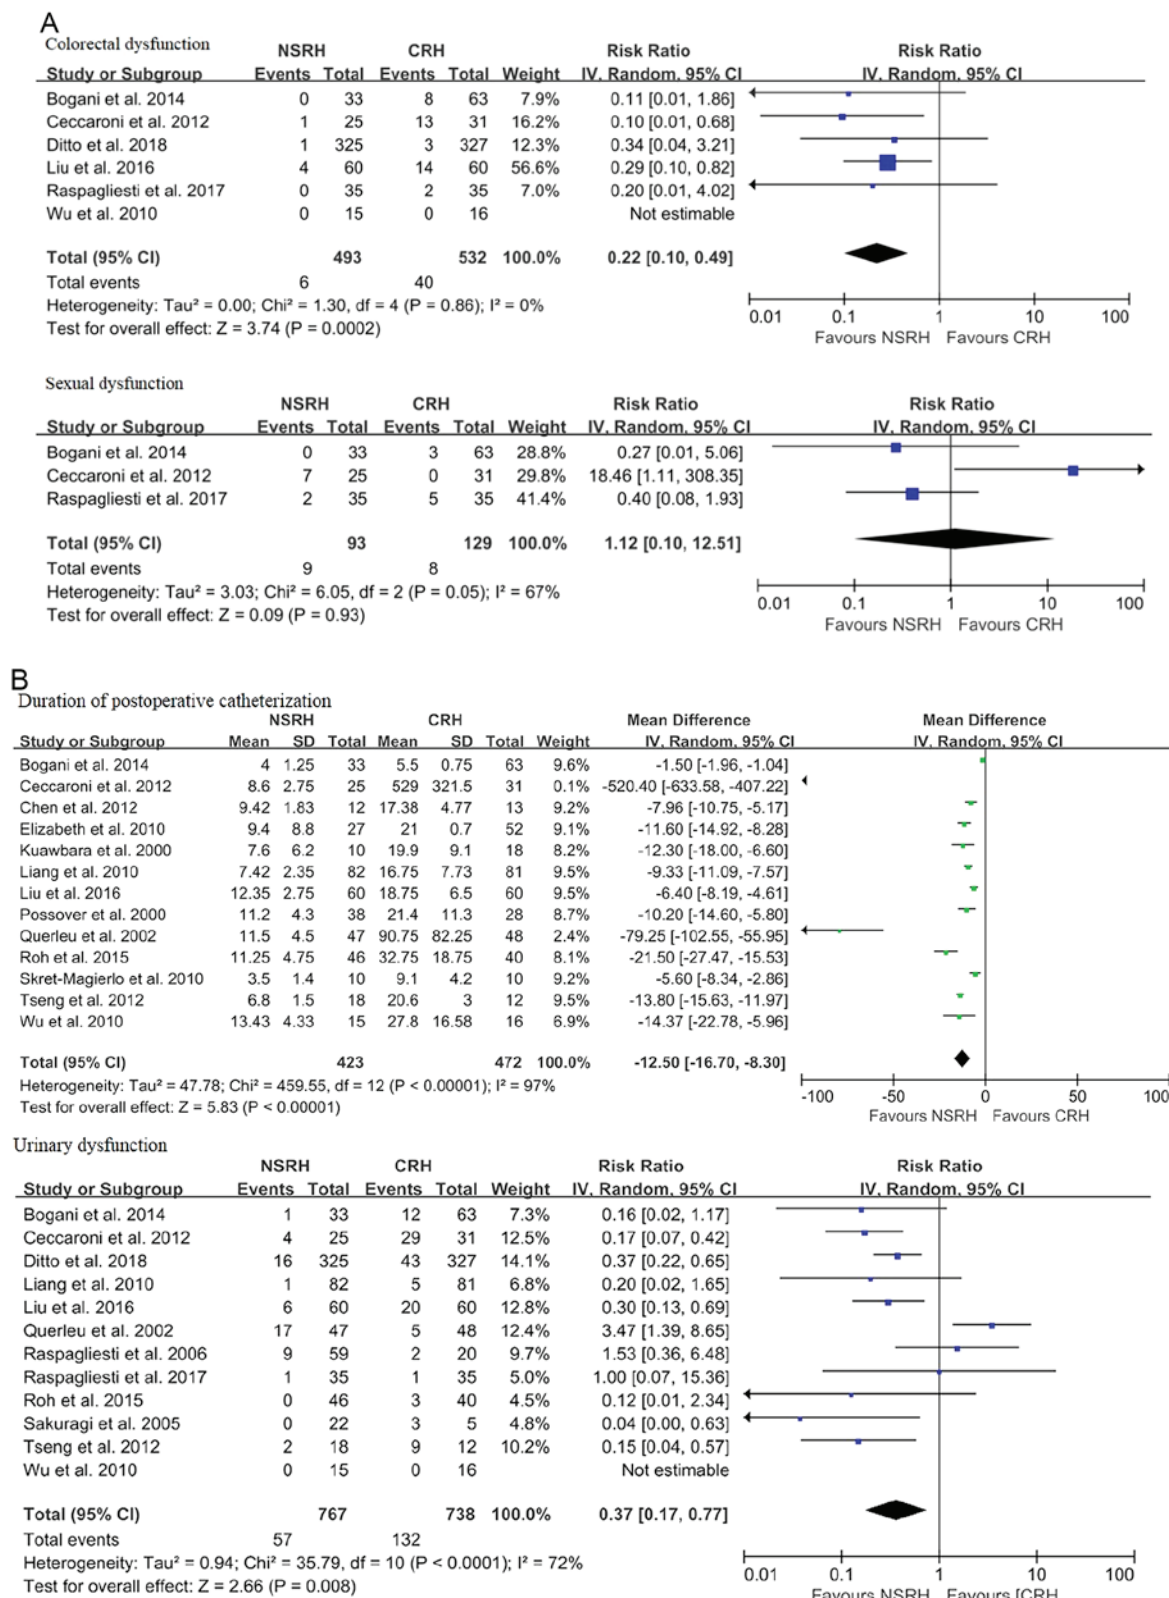 A
Colorectal dysfunction
NSRH CRH Risk Ratio Risk Ratio
Study or Subgroup Events Total Events Total Weight IV, Random, 95% CI IV, Random, 95% CI
Bogani et al. 2014 0 33 8 63 7.9% 0.11 [0.01, 1.86]
Ceccaroni et al. 2012 1 25 13 31 16.2% 0.10 [0.01, 0.68]
Ditto et al. 2018 1 325 3 327 12.3% 0.34 [0.04, 3.21]
Liu et al. 2016 4 60 14 60 56.6% 0.29 [0.10, 0.82]
Raspagliesti et al. 2017 0 35 2 35 7.0% 0.20 [0.01, 4.02]
Wu et al. 2010 0 15 0 16 Not estimable
Total (95% CI) 493 532 100.0% 0.22 [0.10, 0.49]
Total events 6 40
Heterogeneity: Tau² = 0.00; Chi² = 1.30, df = 4 (P = 0.86); I² = 0%
Test for overall effect: Z = 3.74 (P = 0.0002)
0.01 0.1 1 10 100
Favours NSRH Favours CRH
Sexual dysfunction
NSRH CRH Risk Ratio Risk Ratio
Study or Subgroup Events Total Events Total Weight IV, Random, 95% CI IV, Random, 95% CI
Bogani et al. 2014 0 33 3 63 28.8% 0.27 [0.01, 5.06]
Ceccaroni et al. 2012 7 25 0 31 29.8% 18.46 [1.11, 308.35]
Raspagliesti et al. 2017 2 35 5 35 41.4% 0.40 [0.08, 1.93]
Total (95% CI) 93 129 100.0% 1.12 [0.10, 12.51]
Total events 9 8
Heterogeneity: Tau² = 3.03; Chi² = 6.05, df = 2 (P = 0.05); I² = 67%
Test for overall effect: Z = 0.09 (P = 0.93)
0.01 0.1 1 10 100
Favours NSRH Favours CRH
B
Duration of postoperative catheterization
NSRH CRH Mean Difference Mean Difference
Study or Subgroup Mean SD Total Mean SD Total Weight IV, Random, 95% CI IV, Random, 95% CI
Bogani et al. 2014 4 1.25 33 5.5 0.75 63 9.6% -1.50 [-1.96, -1.04]
Ceccaroni et al. 2012 8.6 2.75 25 529 321.5 31 0.1% -520.40 [-633.58, -407.22]
Chen et al. 2012 9.42 1.83 12 17.38 4.77 13 9.2% -7.96 [-10.75, -5.17]
Elizabeth et al. 2010 9.4 8.8 27 21 0.7 52 9.1% -11.60 [-14.92, -8.28]
Kuawbara et al. 2000 7.6 6.2 10 19.9 9.1 18 8.2% -12.30 [-18.00, -6.60]
Liang et al. 2010 7.42 2.35 82 16.75 7.73 81 9.5% -9.33 [-11.09, -7.57]
Liu et al. 2016 12.35 2.75 60 18.75 6.5 60 9.5% -6.40 [-8.19, -4.61]
Possover et al. 2000 11.2 4.3 38 21.4 11.3 28 8.7% -10.20 [-14.60, -5.80]
Querleu et al. 2002 11.5 4.5 47 90.75 82.25 48 2.4% -79.25 [-102.55, -55.95]
Roh et al. 2015 11.25 4.75 46 32.75 18.75 40 8.1% -21.50 [-27.47, -15.53]
Skret-Magierlo et al. 2010 3.5 1.4 10 9.1 4.2 10 9.2% -5.60 [-8.34, -2.86]
Tseng et al. 2012 6.8 1.5 18 20.6 3 12 9.5% -13.80 [-15.63, -11.97]
Wu et al. 2010 13.43 4.33 15 27.8 16.58 16 6.9% -14.37 [-22.78, -5.96]
Total (95% CI) 423 472 100.0% -12.50 [-16.70, -8.30]
Heterogeneity: Tau² = 47.78; Chi² = 459.55, df = 12 (P < 0.00001); I² = 97%
Test for overall effect: Z = 5.83 (P < 0.00001)
-100 -50 0 50 100
Favours NSRH Favours CRH
Urinary dysfunction
NSRH CRH Risk Ratio Risk Ratio
Study or Subgroup Events Total Events Total Weight IV, Random, 95% CI IV, Random, 95% CI
Bogani et al. 2014 1 33 12 63 7.3% 0.16 [0.02, 1.17]
Ceccaroni et al. 2012 4 25 29 31 12.5% 0.17 [0.07, 0.42]
Ditto et al. 2018 16 325 43 327 14.1% 0.37 [0.22, 0.65]
Liang et al. 2010 1 82 5 81 6.8% 0.20 [0.02, 1.65]
Liu et al. 2016 6 60 20 60 12.8% 0.30 [0.13, 0.69]
Querleu et al. 2002 17 47 5 48 12.4% 3.47 [1.39, 8.65]
Raspagliesti et al. 2006 9 59 2 20 9.7% 1.53 [0.36, 6.48]
Raspagliesti et al. 2017 1 35 1 35 5.0% 1.00 [0.07, 15.36]
Roh et al. 2015 0 46 3 40 4.5% 0.12 [0.01, 2.34]
Sakuragi et al. 2005 0 22 3 5 4.8% 0.04 [0.00, 0.63]
Tseng et al. 2012 2 18 9 12 10.2% 0.15 [0.04, 0.57]
Wu et al. 2010 0 15 0 16 Not estimable
Total (95% CI) 767 738 100.0% 0.37 [0.17, 0.77]
Total events 57 132
Heterogeneity: Tau² = 0.94; Chi² = 35.79, df = 10 (P < 0.0001); I² = 72%
Test for overall effect: Z = 2.66 (P = 0.008)
0.01 0.1 1 10 100
Favours NSRH Favours [CRH